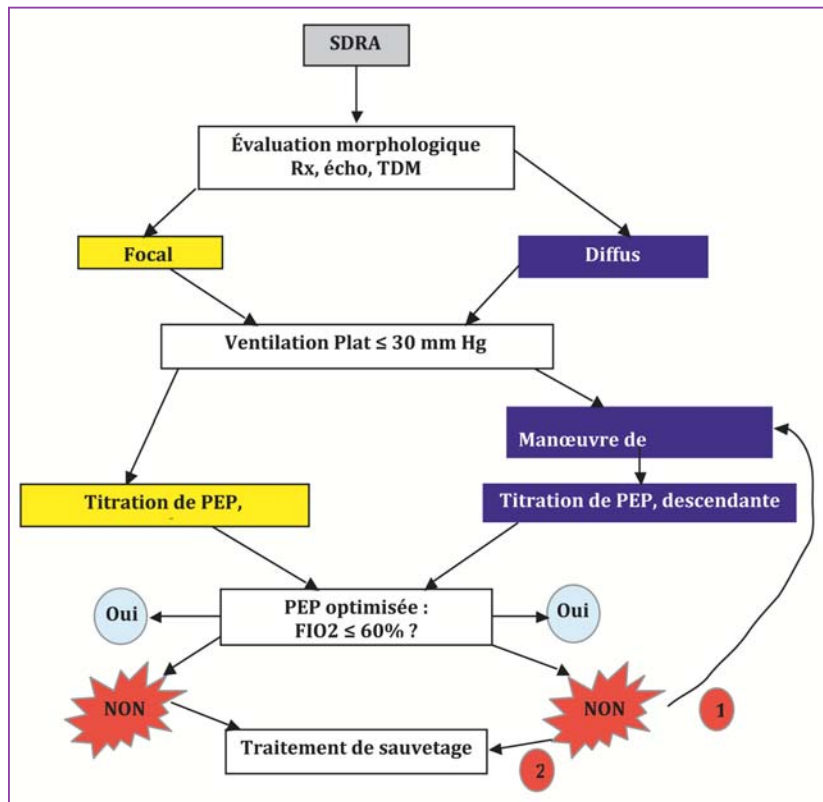 SDRA
Évaluation morphologique
Rx, écho, TDM
Focal
Diffus
Ventilation Plat ≤ 30 mm Hg
Manœuvre de
Titration de PEP,
Titration de PEP, descendante
Oui
PEP optimisée :
FIO2 ≤ 60% ?
Oui
NON
NON
1
Traitement de sauvetage
2